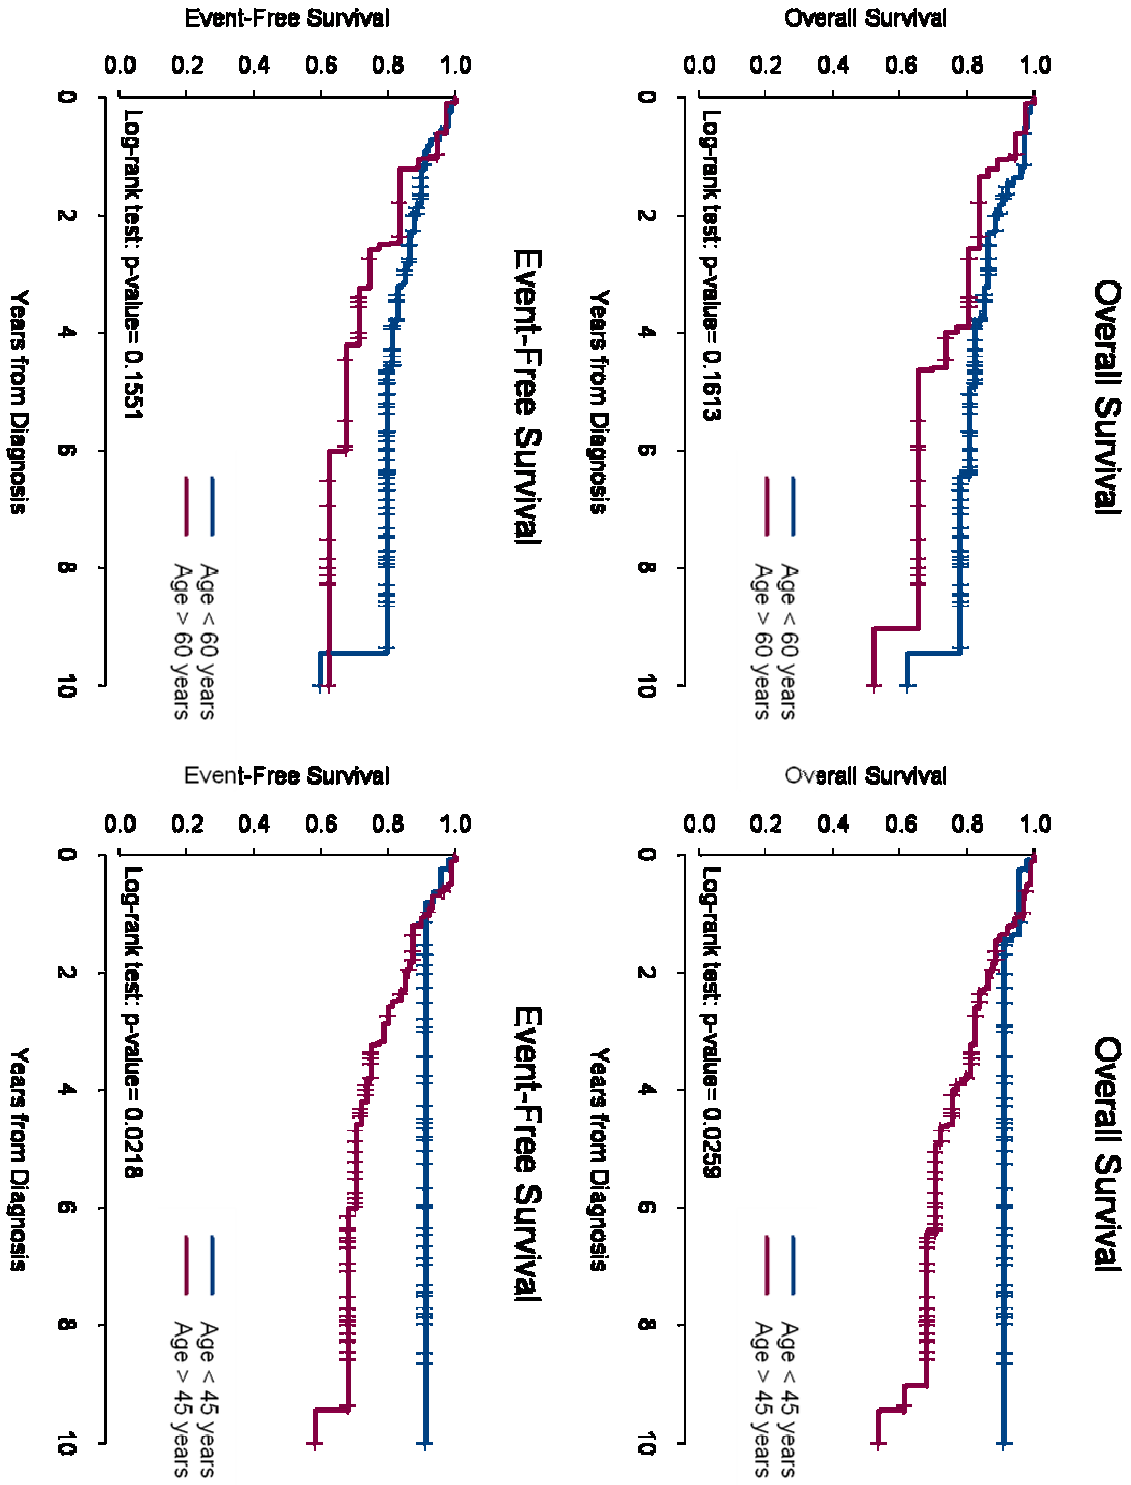 Overall Survival
Overall Survival
1.0
0.8
0.6
0.4
0.2
0.0
Log-rank test: p-value= 0.1613
Age < 60 years
Age > 60 years
0 2 4 6 8 10
Years from Diagnosis
Overall Survival
Overall Survival
1.0
0.8
0.6
0.4
0.2
0.0
Log-rank test: p-value= 0.0259
Age < 45 years
Age > 45 years
0 2 4 6 8 10
Years from Diagnosis
Event-Free Survival
Event-Free Survival
1.0
0.8
0.6
0.4
0.2
0.0
Log-rank test: p-value= 0.1551
Age < 60 years
Age > 60 years
0 2 4 6 8 10
Years from Diagnosis
Event-Free Survival
Event-Free Survival
1.0
0.8
0.6
0.4
0.2
0.0
Log-rank test: p-value= 0.0218
Age < 45 years
Age > 45 years
0 2 4 6 8 10
Years from Diagnosis